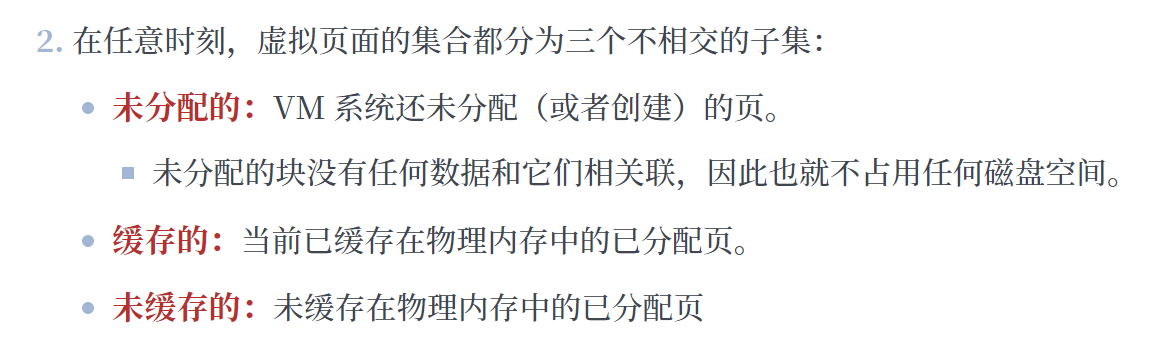 2. 在任意时刻，虚拟页面的集合都分为三个不相交的子集：
未分配的：VM 系统还未分配（或者创建）的页。
未分配的块没有任何数据和它们相关联，因此也就不占用任何磁盘空间。
缓存的：当前已缓存在物理内存中的已分配页。
未缓存的：未缓存在物理内存中的已分配页